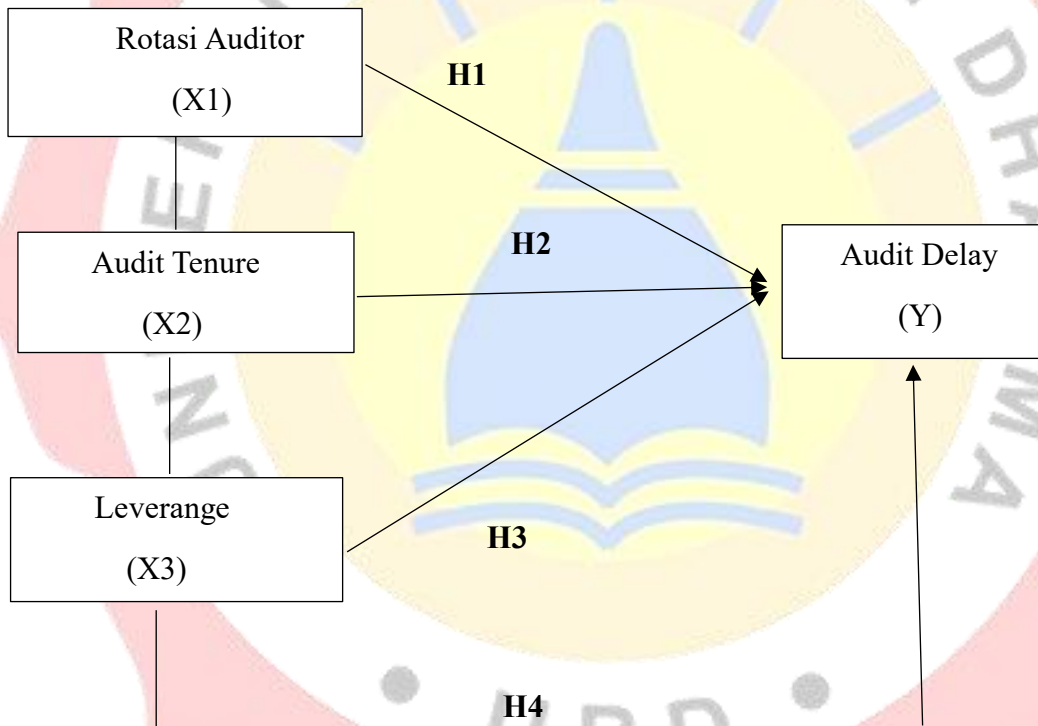 Rotasi Auditor
(X1)
H1
H2
Audit Tenure
(X2)
Audit Delay
(Y)
Leverange
(X3)
H3
H4